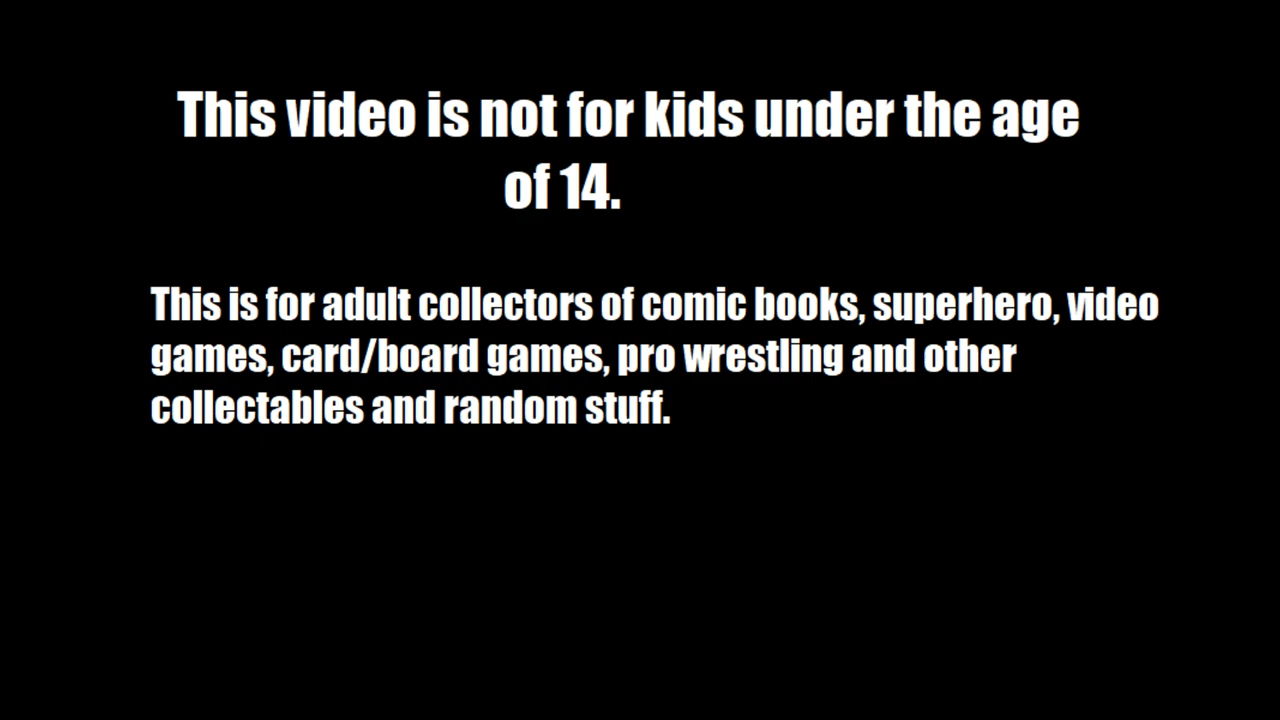 This video is not for kids under the age
of 14.
This is for adult collectors of comic books, superhero, video
games, card/board games, pro wrestling and other
collectables and random stuff.